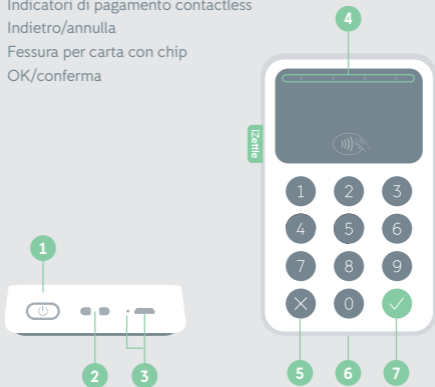 Indicatori di pagamento contactless
Indietro/annulla
Fessura per carta con chip
OK/conferma
4
iZettle
1 2 3
4 5 6
7 8 9
0
1
2 3
5 6 7